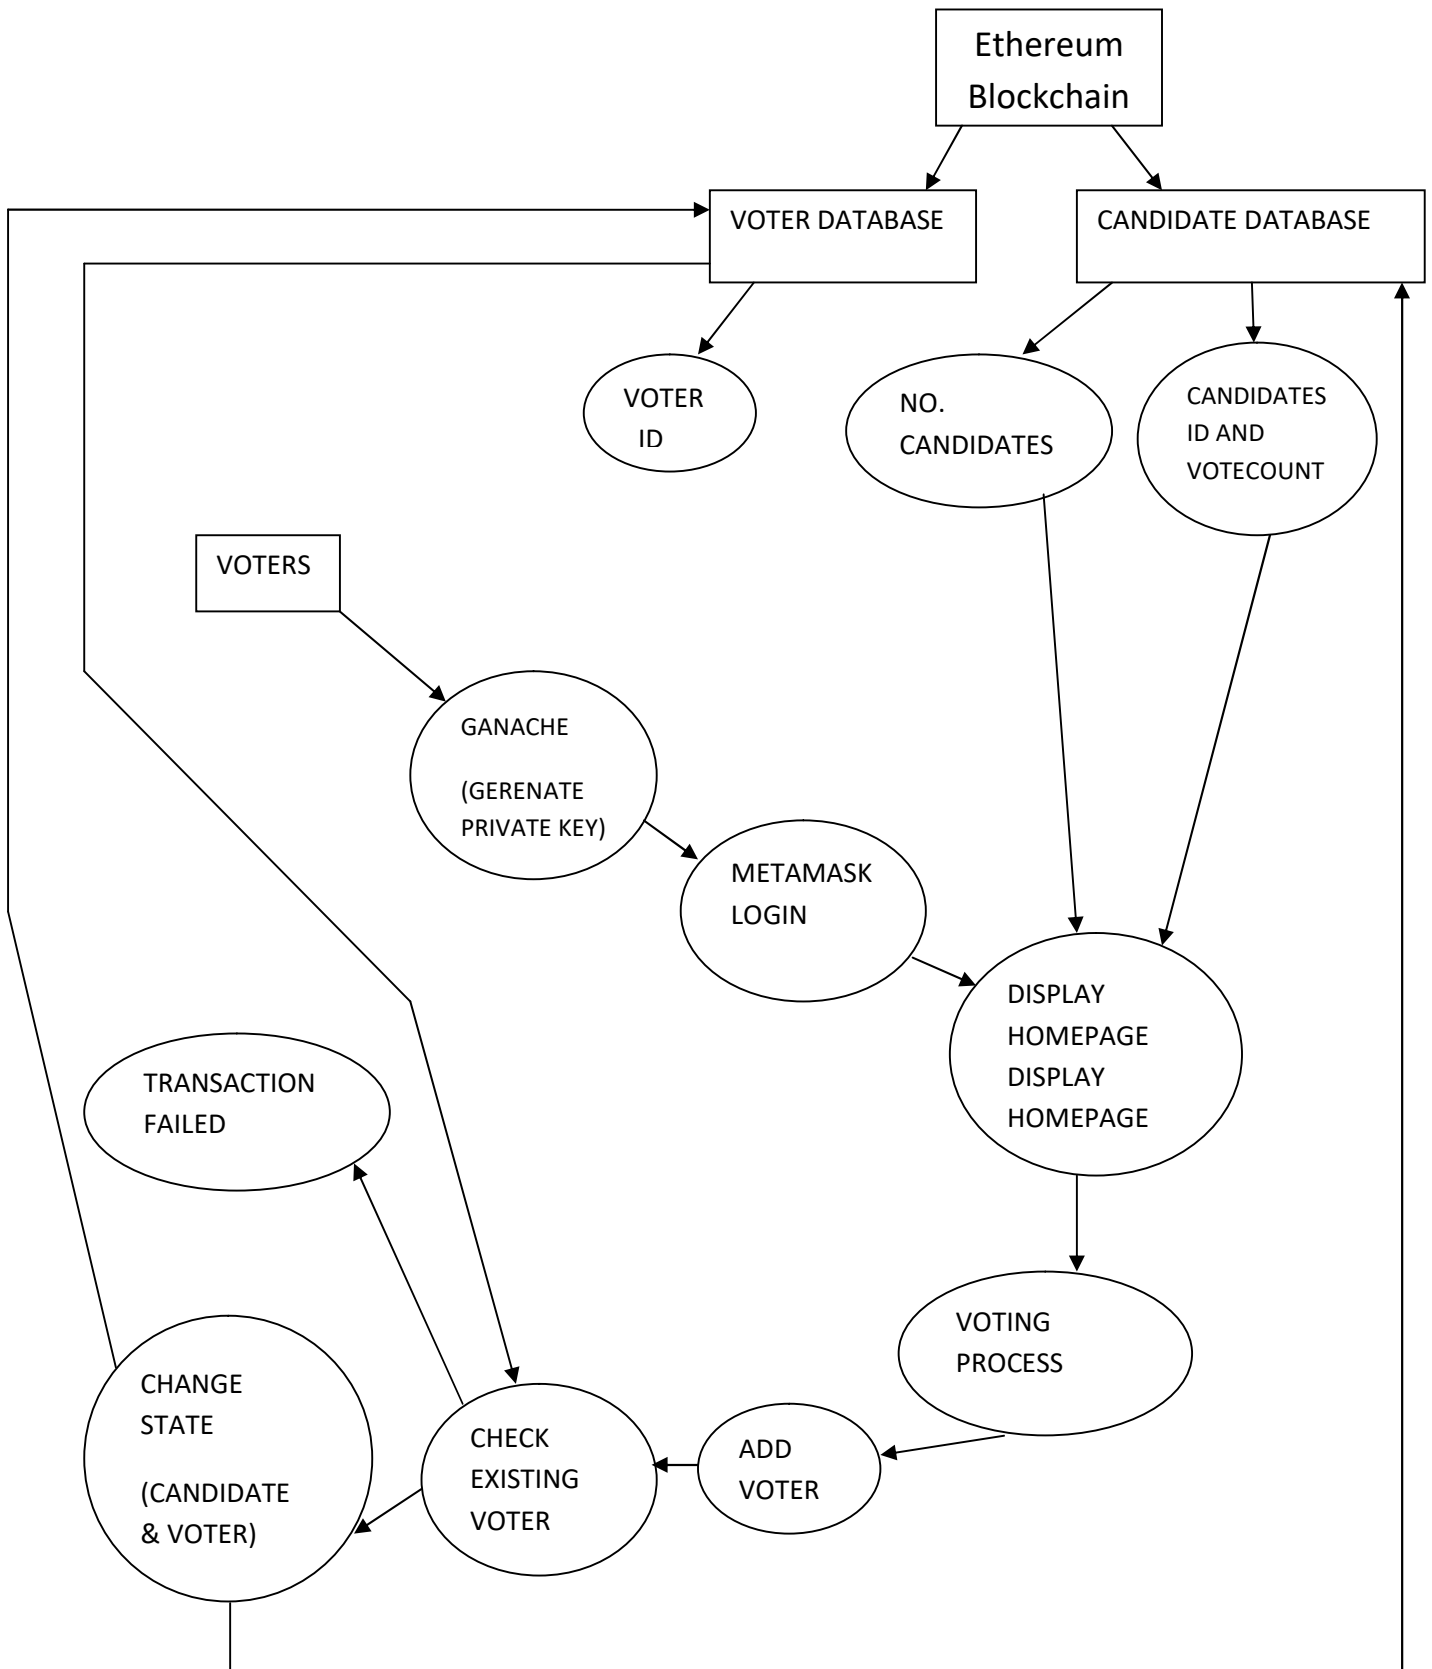 Ethereum
Blockchain
VOTER DATABASE
CANDIDATE DATABASE
VOTER
ID
NO.
CANDIDATES
CANDIDATES
ID AND
VOTECOUNT
VOTERS
GANACHE
(GERENATE
PRIVATE KEY)
METAMASK
LOGIN
DISPLAY
HOMEPAGE
DISPLAY
HOMEPAGE
TRANSACTION
FAILED
VOTING
PROCESS
CHANGE
STATE
(CANDIDATE
& VOTER)
CHECK
EXISTING
VOTER
ADD
VOTER